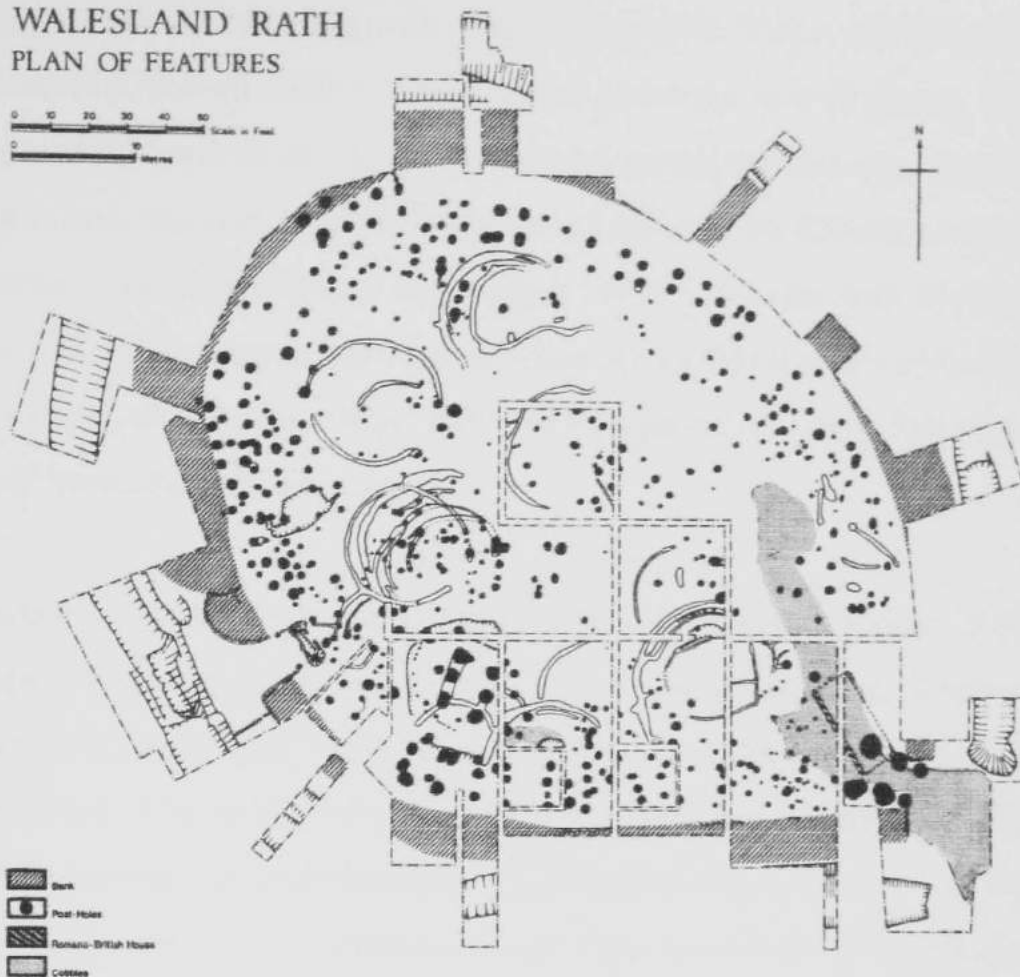 WALESLAND RATH
PLAN OF FEATURES
0 10 20 30 40 50 Scale in Feet
0 10 Metres
N
Bank
Post-Holes
Romano-British House
Cobbles